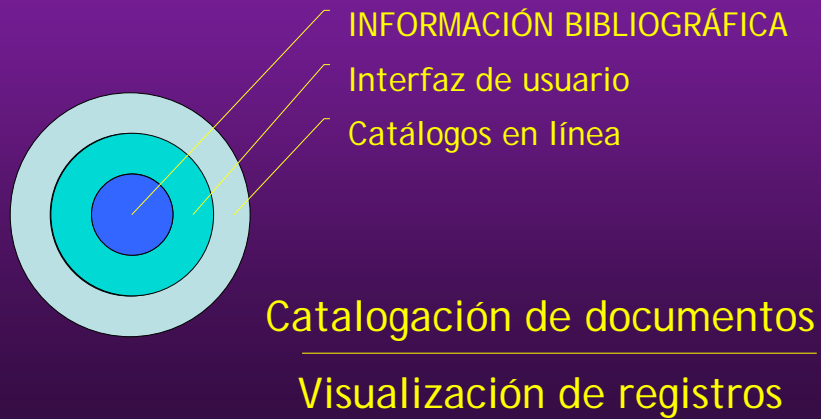 INFORMACIÓN BIBLIOGRÁFICA
Interfaz de usuario
Catálogos en línea
Catalogación de documentos
Visualización de registros